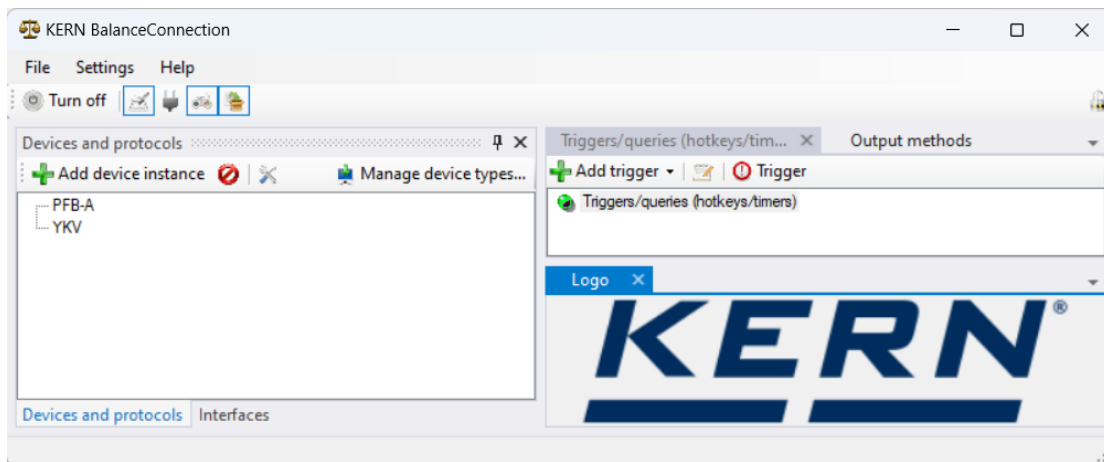 KERN BalanceConnection
File Settings Help
Turn off
Devices and protocols
Add device instance Manage device types...
PFB-A
YKV
Devices and protocols Interfaces
Triggers/queries (hotkeys/tim... Output methods
Add trigger Trigger
Triggers/queries (hotkeys/timers)
Logo
KERN®